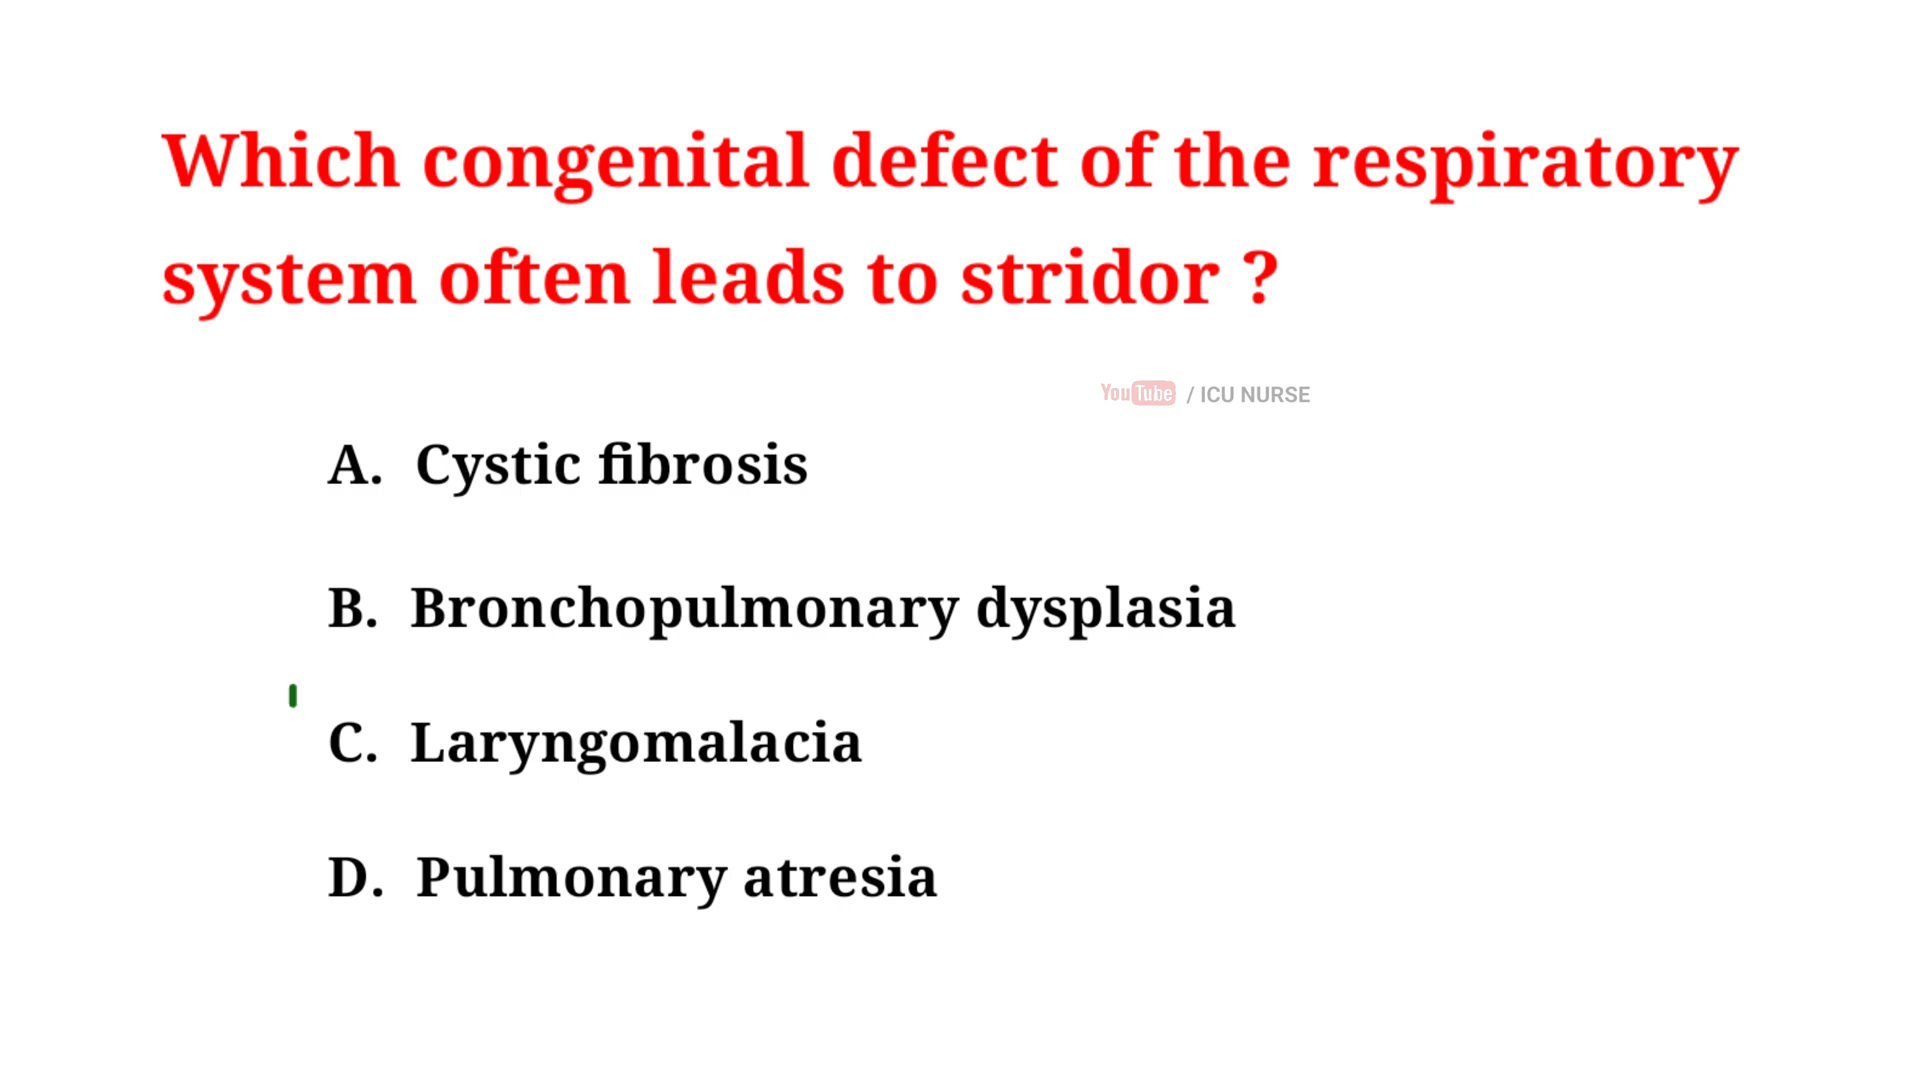 Which congenital defect of the respiratory
system often leads to stridor ?
YouTube / ICU NURSE
A. Cystic fibrosis
B. Bronchopulmonary dysplasia
C. Laryngomalacia
D. Pulmonary atresia